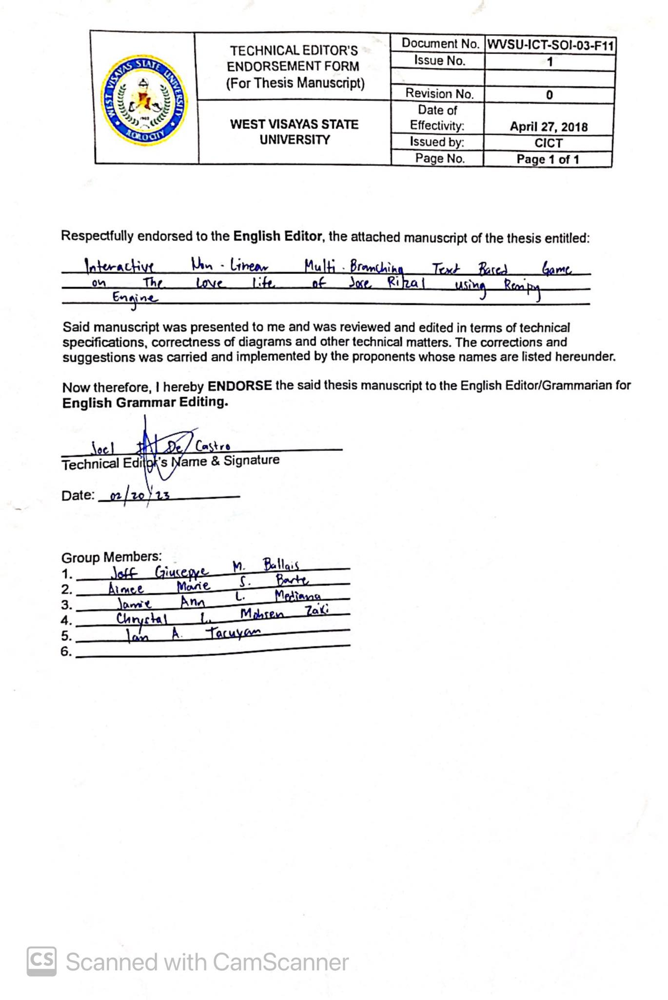 WEST VISAYAS STATE UNIVERSITY
1902
ILOILO CITY
TECHNICAL EDITOR'S
ENDORSEMENT FORM
(For Thesis Manuscript)
WEST VISAYAS STATE
UNIVERSITY
Document No. WVSU-ICT-SOI-03-F11
Issue No. 1
Revision No. 0
Date of
Effectivity: April 27, 2018
Issued by: CICT
Page No. Page 1 of 1
Respectfully endorsed to the English Editor, the attached manuscript of the thesis entitled:
Interactive Non-Linear Multi-Branching Text Based Game
on The Love Life of Jose Rizal using Renpy
Engine
Said manuscript was presented to me and was reviewed and edited in terms of technical
specifications, correctness of diagrams and other technical matters. The corrections and
suggestions was carried and implemented by the proponents whose names are listed hereunder.
Now therefore, I hereby ENDORSE the said thesis manuscript to the English Editor/Grammarian for
English Grammar Editing.
Joel De Castro
Technical Editor's Name & Signature
Date: 02/20/23
Group Members:
1. Jeff Giuseppe M. Ballais
2. Aimee Marie S. Barte
3. Jamie Ann L. Mediana
4. Chrystal L. Mohsen Zaki
5. Ian A. Tacuyan
6.
CS Scanned with CamScanner